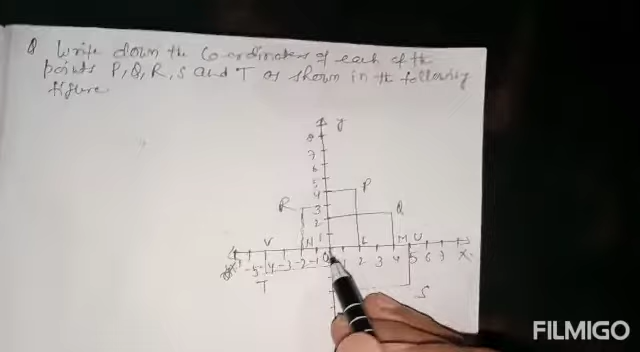 Q Write down the Co-ordinates of each of the
points P, Q, R, S and T as shown in the following
figure
y
8
7
6
5
4 P
R 3 Q
2
1
V N L M U
-5 -4 -3 -2 -1 1 2 3 4 5 6 7 X
T S
FILMIGO